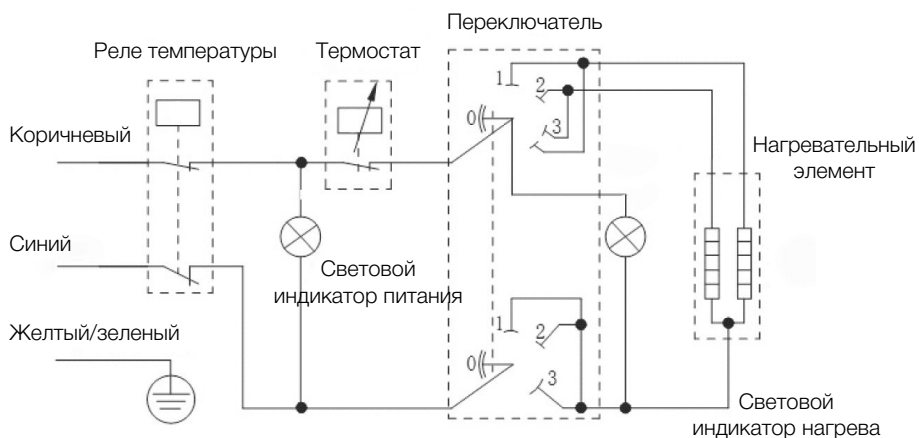 Переключатель
Реле температуры
Термостат
1
2
3
0
Коричневый
Нагревательный
элемент
Синий
Световой
индикатор питания
1
2
3
0
Желтый/зеленый
Световой
индикатор нагрева